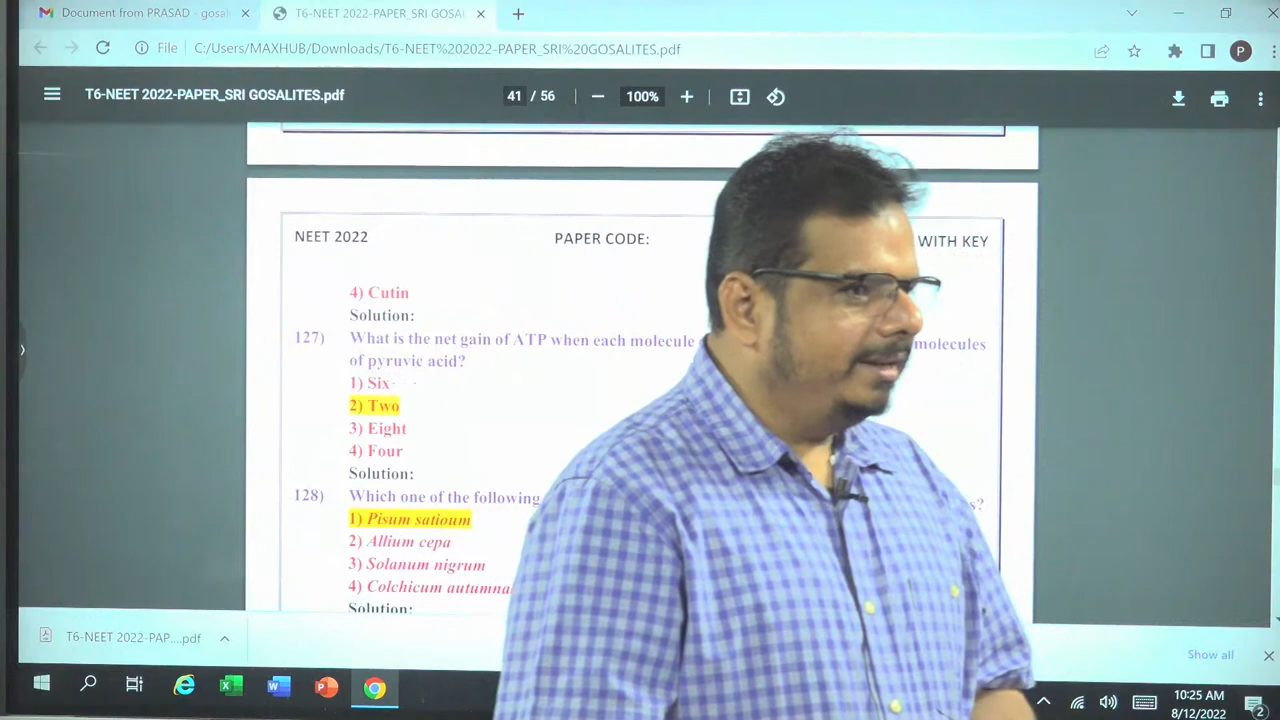 Document from PRASAD - gosal
T6-NEET 2022-PAPER_SRI GOSA
File
C:/Users/MAXHUB/Downloads/T6-NEET%202022-PAPER_SRI%20GOSALITES.pdf
P
T6-NEET 2022-PAPER_SRI GOSALITES.pdf
41 / 56
100%
NEET 2022
PAPER CODE:
WITH KEY
4) Cutin
Solution:
127) What is the net gain of ATP when each molecule molecules
of pyruvic acid?
1) Six
2) Two
3) Eight
4) Four
Solution:
128) Which one of the following s?
1) Pisum satioum
2) Allium cepa
3) Solanum nigrum
4) Colchicum autumna
Solution:
T6-NEET 2022-PAP....pdf
Show all
10:25 AM
8/12/2022
2